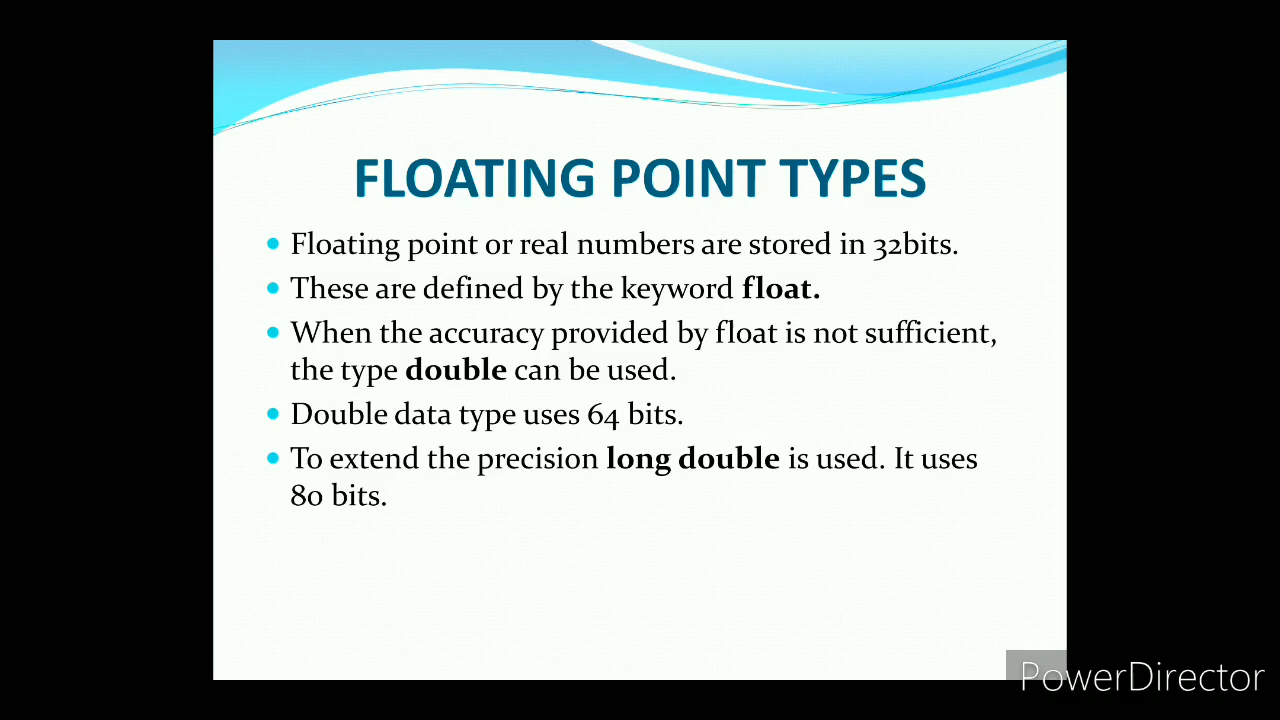 FLOATING POINT TYPES
Floating point or real numbers are stored in 32bits.
These are defined by the keyword float.
When the accuracy provided by float is not sufficient,
the type double can be used.
Double data type uses 64 bits.
To extend the precision long double is used. It uses
80 bits.
PowerDirector